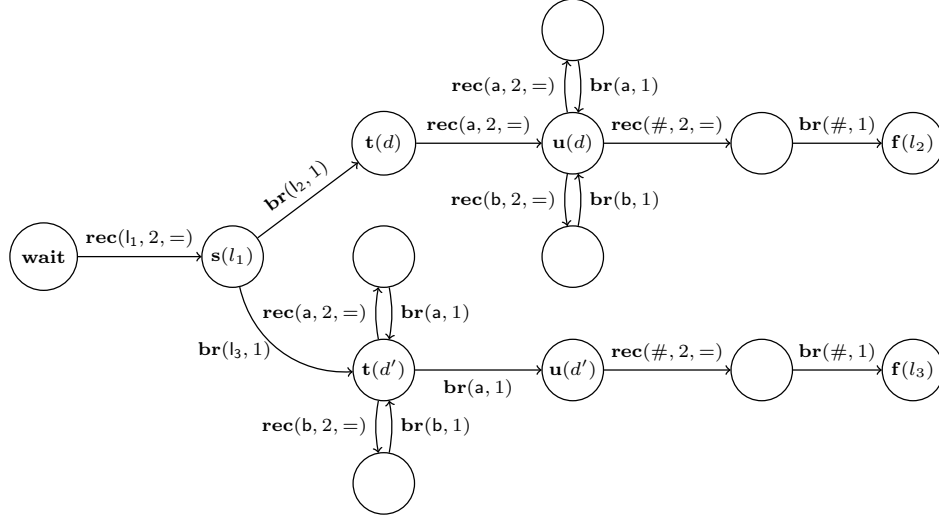 rec(a, 2, =) br(a, 1)
t(d) rec(a, 2, =) u(d) rec(#, 2, =) br(#, 1) f(l₂)
br(l₂, 1)
rec(b, 2, =) br(b, 1)
wait rec(l₁, 2, =) s(l₁)
rec(a, 2, =) br(a, 1)
br(l₃, 1)
t(d′) br(a, 1) u(d′) rec(#, 2, =) br(#, 1) f(l₃)
rec(b, 2, =) br(b, 1)